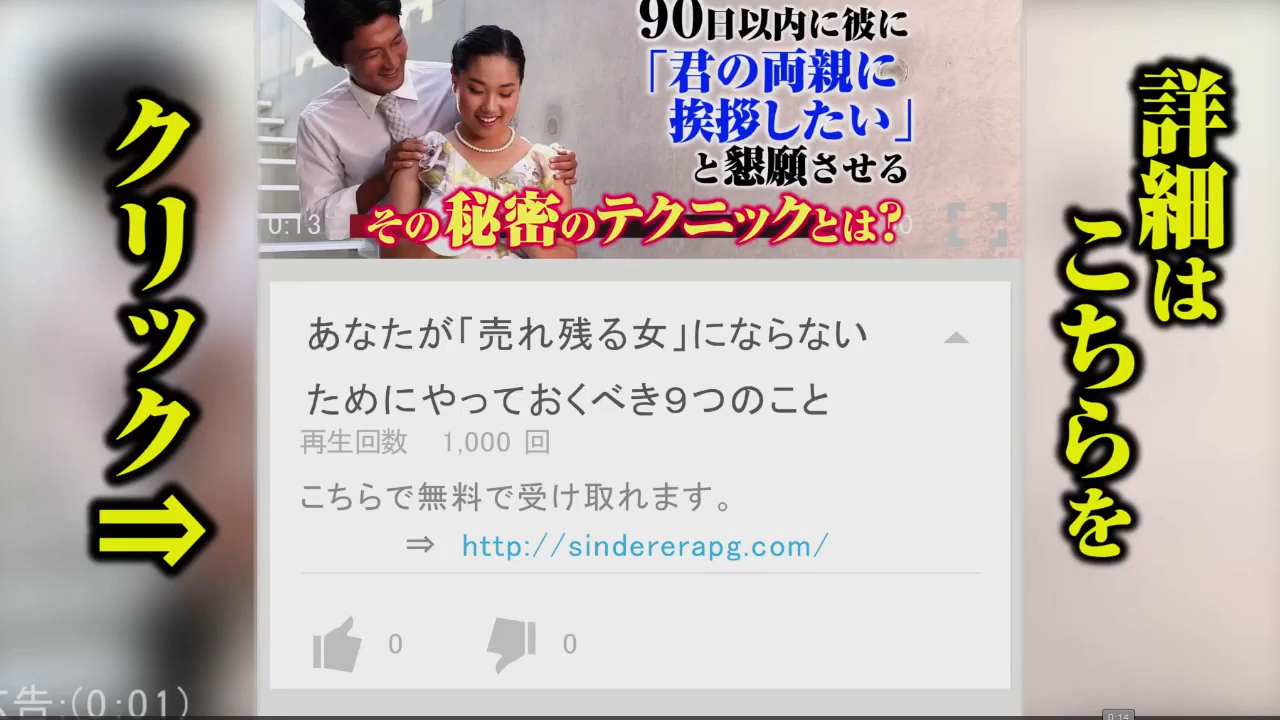 詳細は
こちらを
クリック⇒
90日以内に彼に
「君の両親に
挨拶したい」
と懇願させる
その秘密のテクニックとは?
0:13
あなたが「売れ残る女」にならない
ためにやっておくべき9つのこと
再生回数 1,000 回
こちらで無料で受け取れます。
⇒ http://sindererapg.com/
0 0
広告:(0:01)
0:14